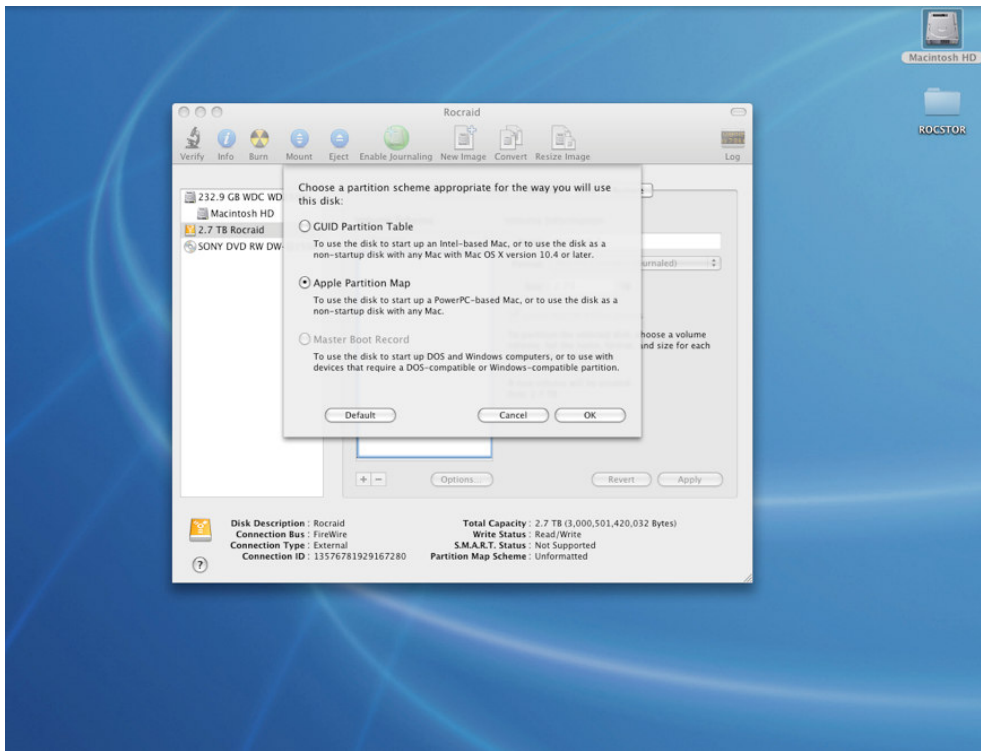 Macintosh HD
ROCSTOR
Rocraid
Verify Info Burn Mount Eject Enable Journaling New Image Convert Resize Image Log
232.9 GB WDC WD
Macintosh HD
2.7 TB Rocraid
SONY DVD RW DW-
Choose a partition scheme appropriate for the way you will use
this disk:
GUID Partition Table
To use the disk to start up an Intel-based Mac, or to use the disk as a
non-startup disk with any Mac with Mac OS X version 10.4 or later.
Apple Partition Map
To use the disk to start up a PowerPC-based Mac, or to use the disk as a
non-startup disk with any Mac.
Master Boot Record
To use the disk to start up DOS and Windows computers, or to use with
devices that require a DOS-compatible or Windows-compatible partition.
Default Cancel OK
urnaled)
hoose a volume
and size for each
+ − Options... Revert Apply
Disk Description : Rocraid
Connection Bus : FireWire
Connection Type : External
Connection ID : 13576781929167280
Total Capacity : 2.7 TB (3,000,501,420,032 Bytes)
Write Status : Read/Write
S.M.A.R.T. Status : Not Supported
Partition Map Scheme : Unformatted
?